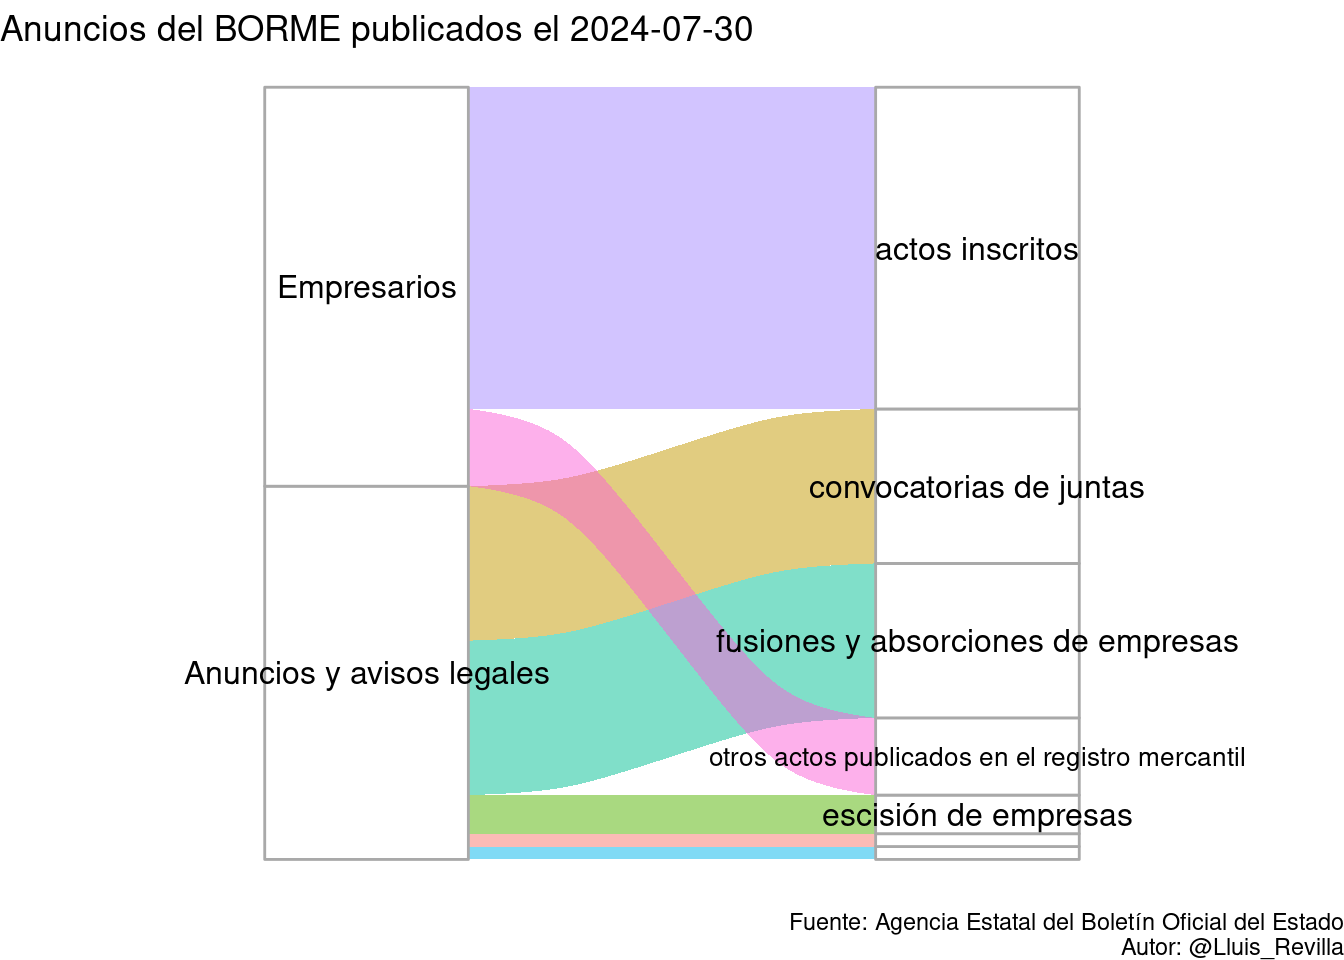 Anuncios del BORME publicados el 2024-07-30
actos inscritos
Empresarios
convocatorias de juntas
fusiones y absorciones de empresas
Anuncios y avisos legales
otros actos publicados en el registro mercantil
escisión de empresas
Fuente: Agencia Estatal del Boletín Oficial del Estado
Autor: @Lluis_Revilla